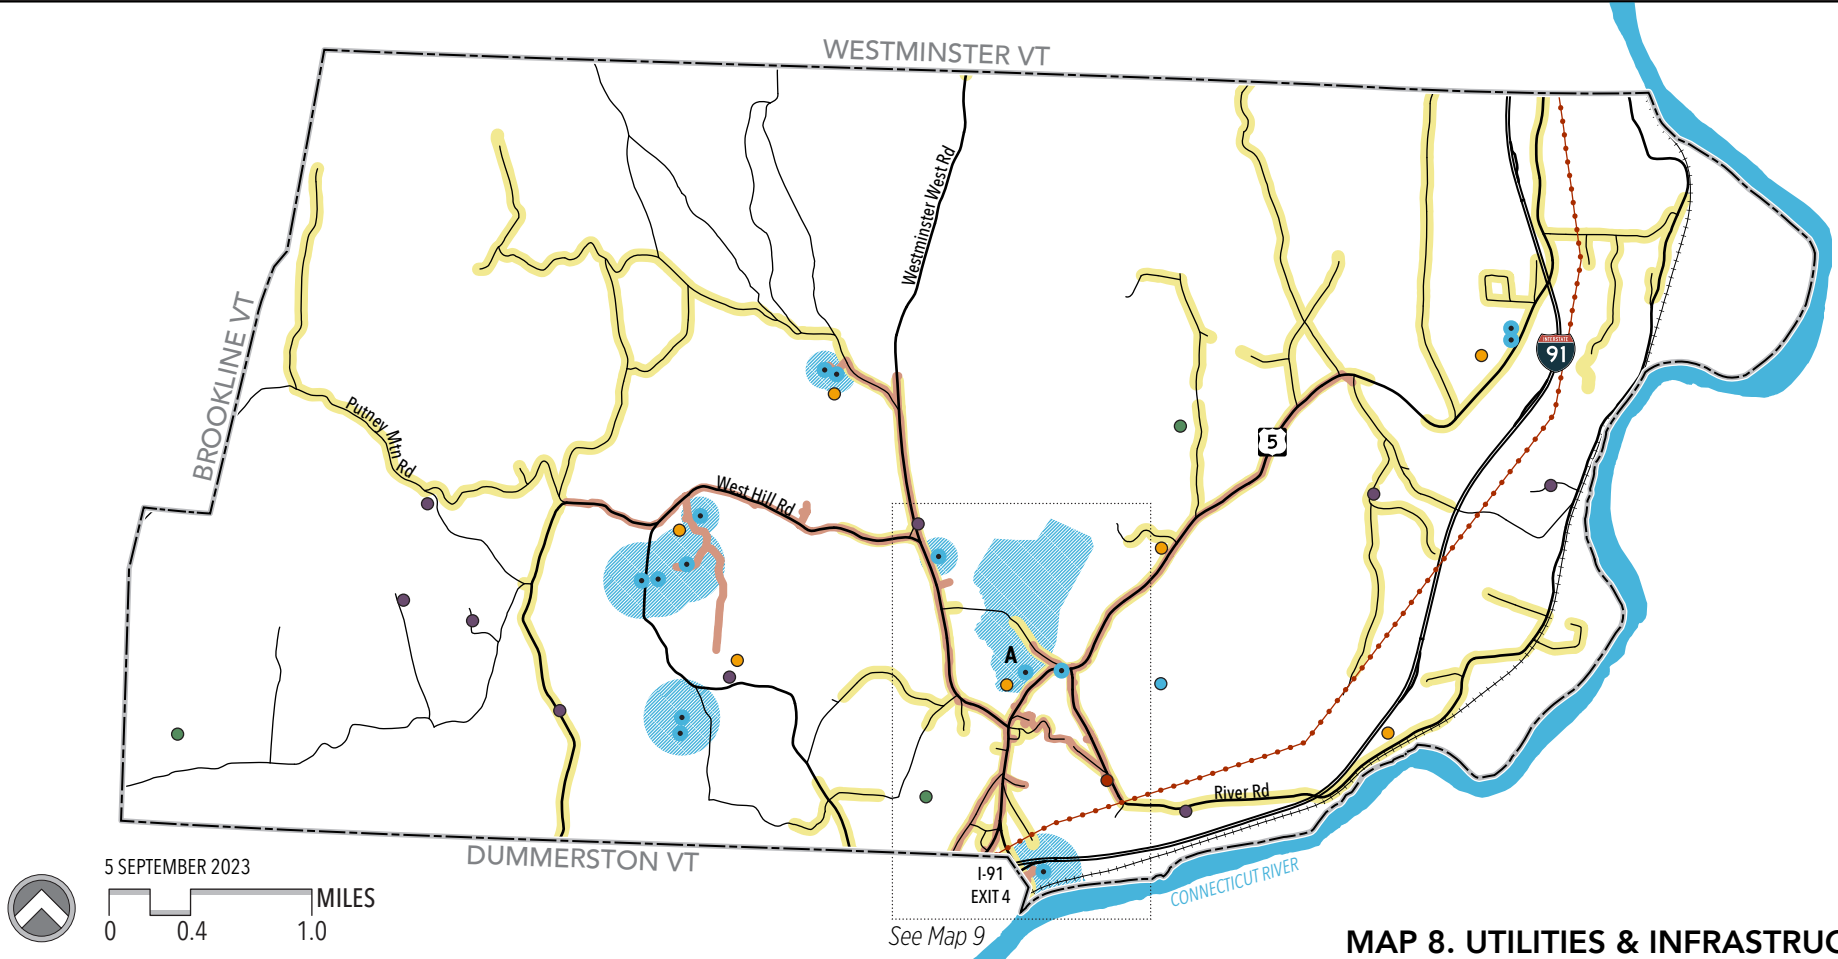 WESTMINSTER VT
Westminster West Rd
BROOKLINE VT
INTERSTATE
91
Putney Mtn Rd
5
West Hill Rd
A
River Rd
DUMMERSTON VT
I-91
EXIT 4
CONNECTICUT RIVER
5 SEPTEMBER 2023
MILES
0 0.4 1.0
See Map 9
MAP 8. UTILITIES & INFRASTRUC